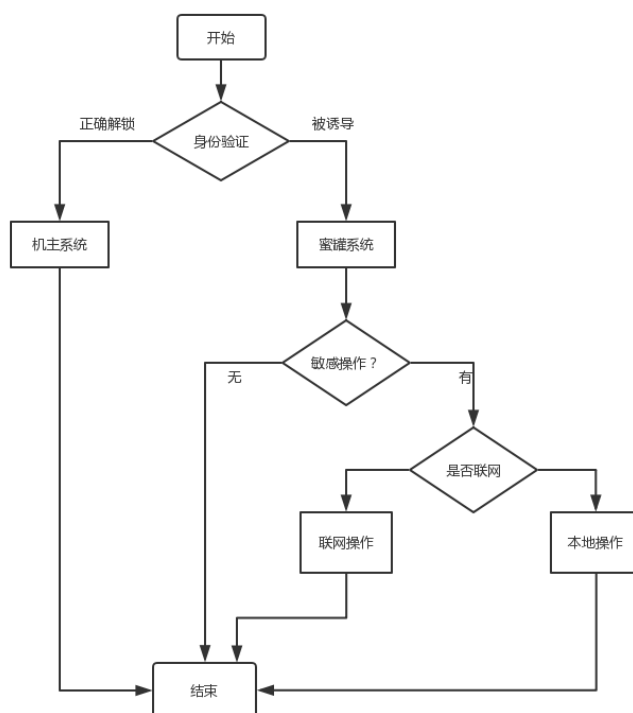 开始
正确解锁
被诱导
身份验证
机主系统
蜜罐系统
敏感操作？
无
有
是否联网
联网操作
本地操作
结束